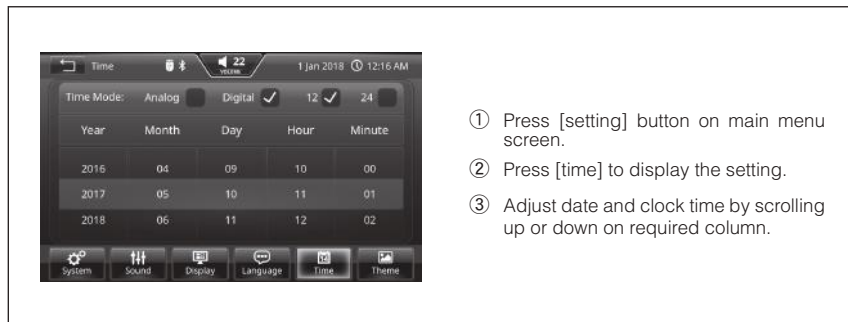 Time
22
VOLUME
1 Jan 2018 12:16 AM
Time Mode: Analog Digital 12 24
Year Month Day Hour Minute
2016 04 09 10 00
2017 05 10 11 01
2018 06 11 12 02
System Sound Display Language Time Theme
① Press [setting] button on main menu
screen.
② Press [time] to display the setting.
③ Adjust date and clock time by scrolling
up or down on required column.